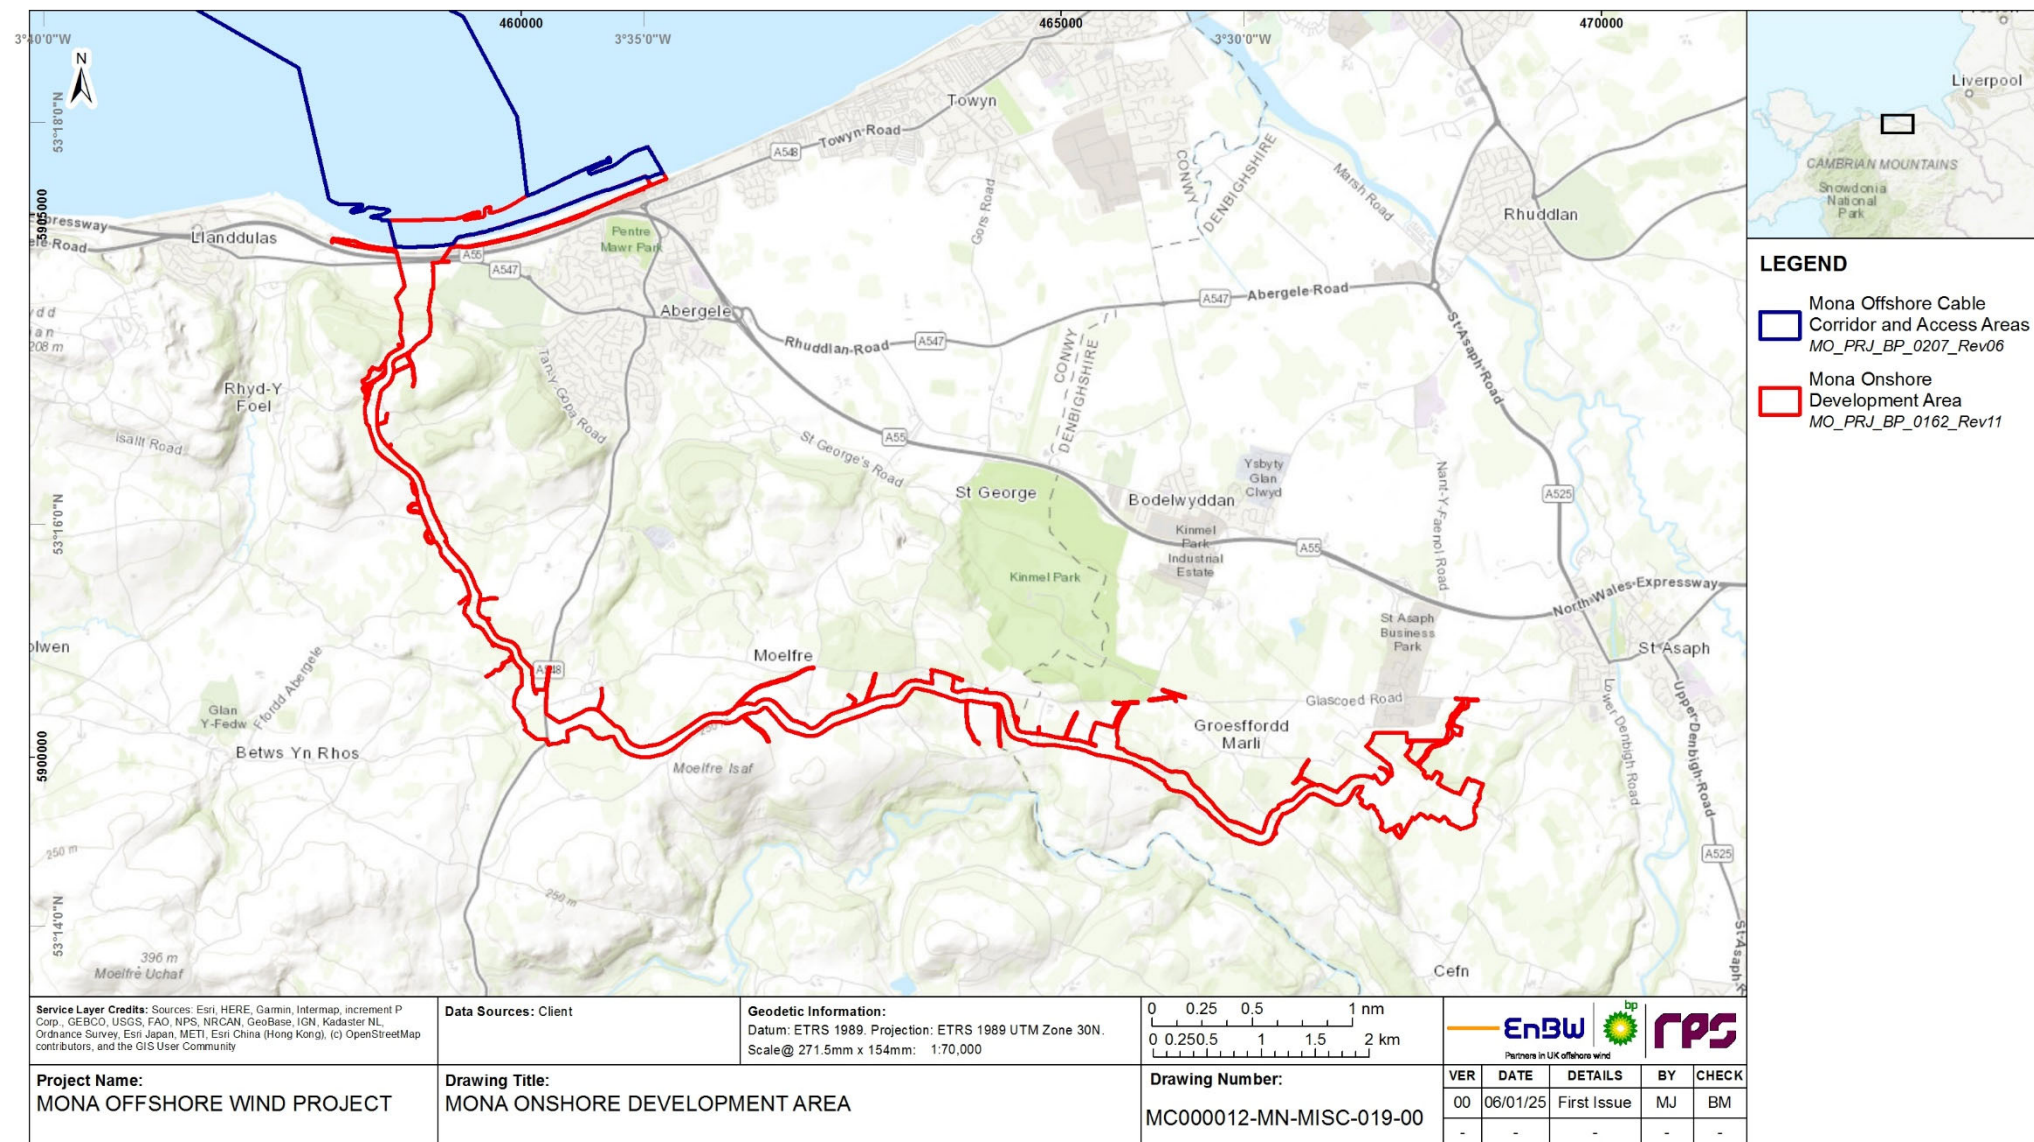 460000
465000
470000
3°40'0"W
3°35'0"W
3°30'0"W
N
53°18'0"N
5905000
53°16'0"N
5900000
53°14'0"N
Towyn
Towyn-Road
A548
CONWY
DENBIGHSHIRE
Marsh Road
Rhuddlan
Gors Road
Llanddulas
Pentre
Mawr Park
A55
A547
Abergele
A547
Abergele-Road
Rhuddlan-Road
A547
St-Asaph-Road
CONWY
DENBIGHSHIRE
208 m
Rhyd-Y
Foel
Tan-y-Gopa Road
Isallt Road
A55
St George's Road
St George
Ysbyty
Glan
Clwyd
Bodelwyddan
A525
Nant-Y-Faenol Road
Kinmel
Park
Industrial
Estate
A55
Kinmel Park
North-Wales-Expressway
St Asaph
Business
Park
St-Asaph
Moelfre
Ffordd Abergele
Glan
Y-Fedw
Glascoed Road
Groesffordd
Marli
Lower Denbigh Road
Upper-Denbigh-Road
Betws Yn Rhos
Moelfre Isaf
250 m
250 m
A525
396 m
Moelfre Uchaf
Cefn
Liverpool
CAMBRIAN MOUNTAINS
Snowdonia
National
Park
LEGEND
Mona Offshore Cable
Corridor and Access Areas
MO_PRJ_BP_0207_Rev06
Mona Onshore
Development Area
MO_PRJ_BP_0162_Rev11
Service Layer Credits: Sources: Esri, HERE, Garmin, Intermap, increment P
Corp., GEBCO, USGS, FAO, NPS, NRCAN, GeoBase, IGN, Kadaster NL,
Ordnance Survey, Esri Japan, METI, Esri China (Hong Kong), (c) OpenStreetMap
contributors, and the GIS User Community
Data Sources: Client
Geodetic Information:
Datum: ETRS 1989. Projection: ETRS 1989 UTM Zone 30N.
Scale@ 271.5mm x 154mm: 1:70,000
0 0.25 0.5 1 nm
0 0.25 0.5 1 1.5 2 km
EnBW
bp
Partners in UK offshore wind
rps
Project Name:
MONA OFFSHORE WIND PROJECT
Drawing Title:
MONA ONSHORE DEVELOPMENT AREA
Drawing Number:
MC000012-MN-MISC-019-00
VER DATE DETAILS BY CHECK
00 06/01/25 First Issue MJ BM
- - - - -